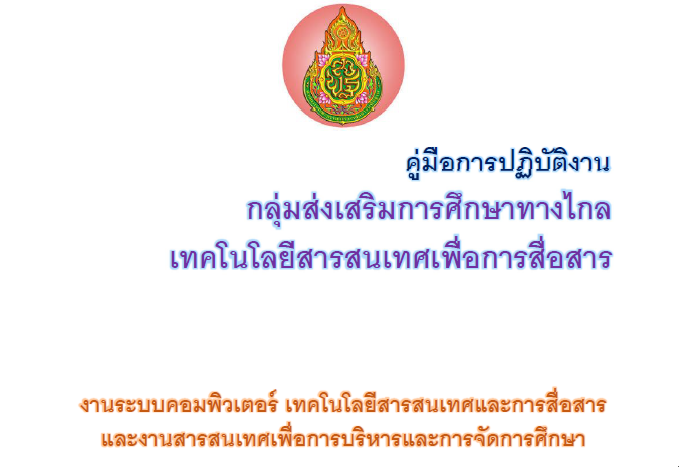 คู่มือการปฏิบัติงาน
กลุ่มส่งเสริมการศึกษาทางไกล
เทคโนโลยีสารสนเทศเพื่อการสื่อสาร
งานระบบคอมพิวเตอร์ เทคโนโลยีสารสนเทศและการสื่อสาร
และงานสารสนเทศเพื่อการบริหารและการจัดการศึกษา